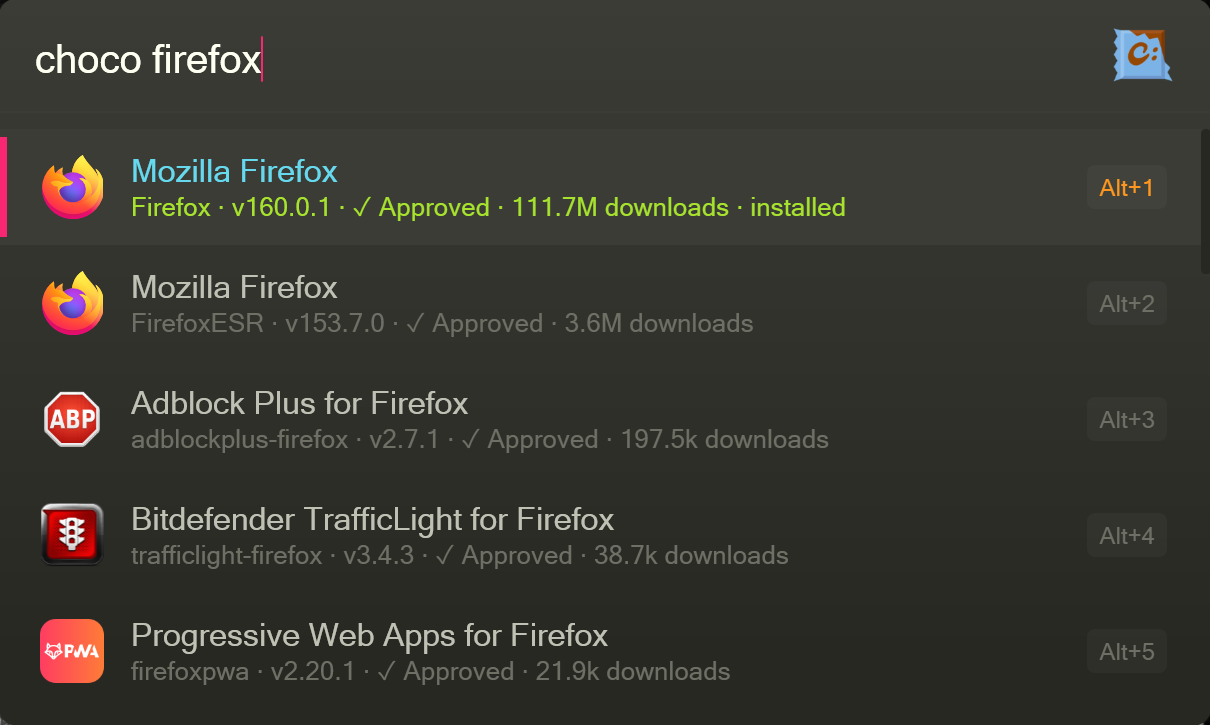 choco firefox
C:
Mozilla Firefox
Firefox · v160.0.1 · ✓ Approved · 111.7M downloads · installed
Alt+1
Mozilla Firefox
FirefoxESR · v153.7.0 · ✓ Approved · 3.6M downloads
Alt+2
ABP
Adblock Plus for Firefox
adblockplus-firefox · v2.7.1 · ✓ Approved · 197.5k downloads
Alt+3
Bitdefender TrafficLight for Firefox
trafficlight-firefox · v3.4.3 · ✓ Approved · 38.7k downloads
Alt+4
PWA
Progressive Web Apps for Firefox
firefoxpwa · v2.20.1 · ✓ Approved · 21.9k downloads
Alt+5